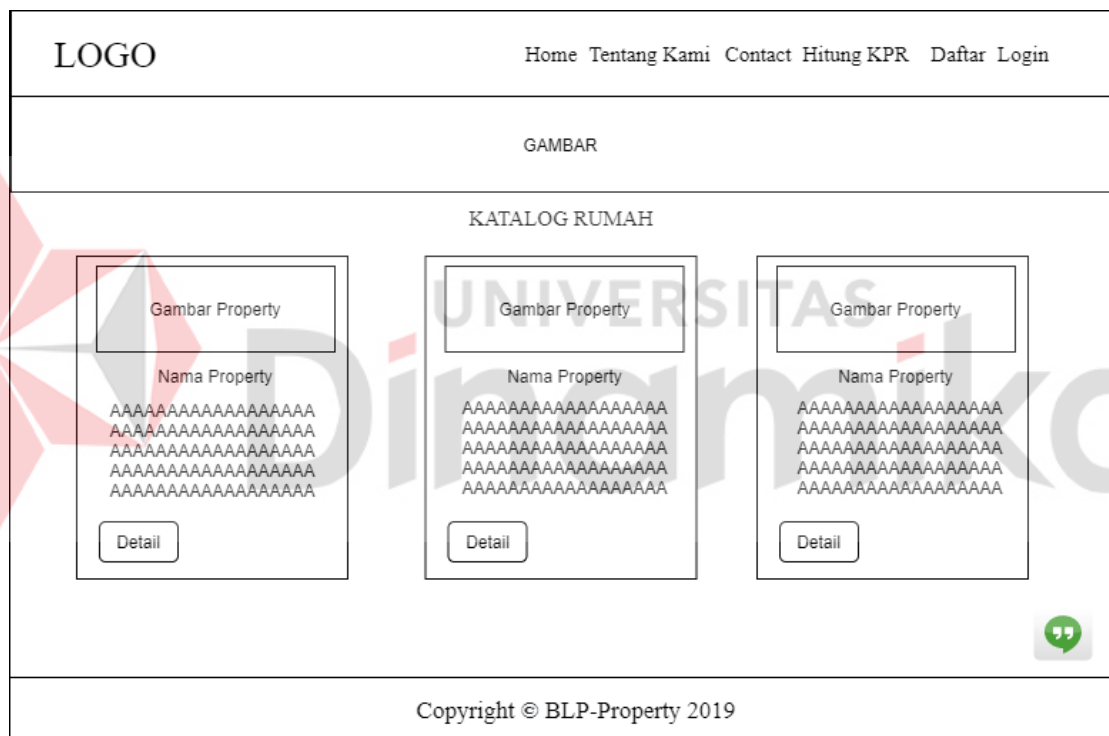 LOGO
Home Tentang Kami Contact Hitung KPR Daftar Login
GAMBAR
KATALOG RUMAH
UNIVERSITAS
Dinamika
Gambar Property
Nama Property
AAAAAAAAAAAAAAAAAA
AAAAAAAAAAAAAAAAAA
AAAAAAAAAAAAAAAAAA
AAAAAAAAAAAAAAAAAA
AAAAAAAAAAAAAAAAAA
Detail
Gambar Property
Nama Property
AAAAAAAAAAAAAAAAAA
AAAAAAAAAAAAAAAAAA
AAAAAAAAAAAAAAAAAA
AAAAAAAAAAAAAAAAAA
AAAAAAAAAAAAAAAAAA
Detail
Gambar Property
Nama Property
AAAAAAAAAAAAAAAAAA
AAAAAAAAAAAAAAAAAA
AAAAAAAAAAAAAAAAAA
AAAAAAAAAAAAAAAAAA
AAAAAAAAAAAAAAAAAA
Detail
Copyright © BLP-Property 2019